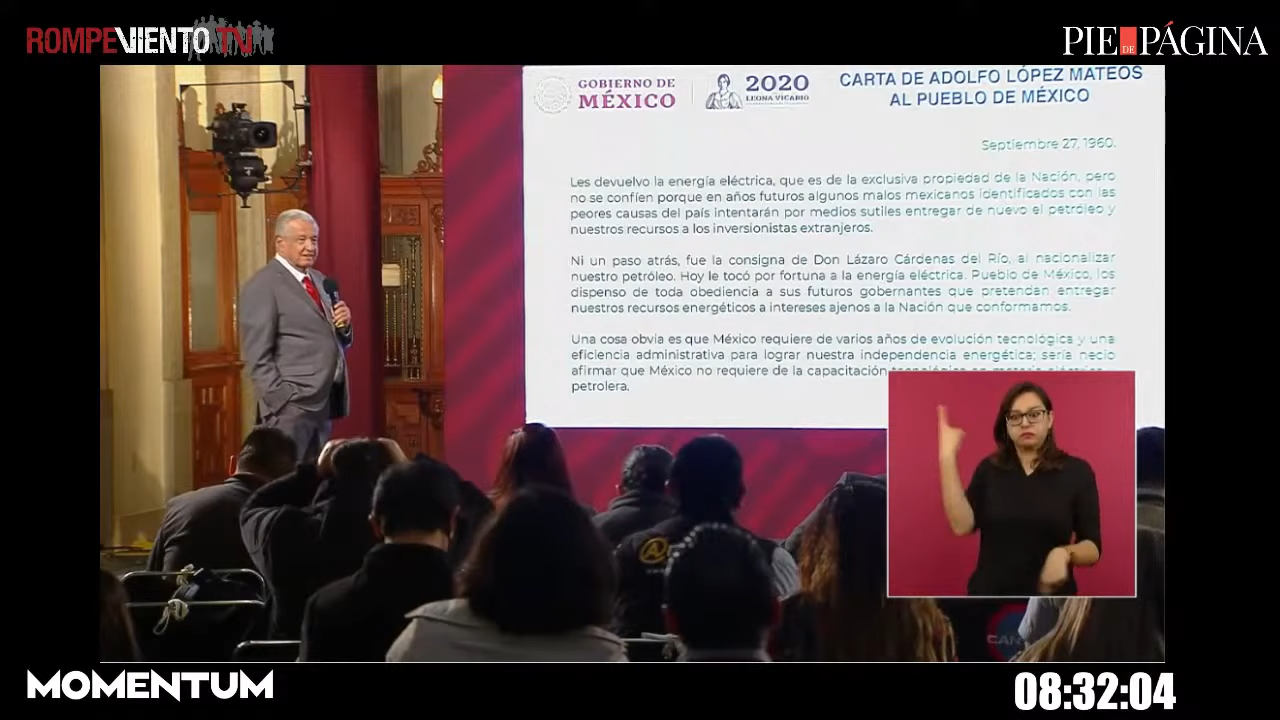 ROMPEVIENTO TV
PIE DE PÁGINA
GOBIERNO DE
MÉXICO
2020
LEONA VICARIO
CARTA DE ADOLFO LÓPEZ MATEOS
AL PUEBLO DE MÉXICO
Septiembre 27, 1960.
Les devuelvo la energía eléctrica, que es de la exclusiva propiedad de la Nación, pero
no se confíen porque en años futuros algunos malos mexicanos identificados con las
peores causas del país intentarán por medios sutiles entregar de nuevo el petróleo y
nuestros recursos a los inversionistas extranjeros.
Ni un paso atrás, fue la consigna de Don Lázaro Cárdenas del Río, al nacionalizar
nuestro petróleo. Hoy le tocó por fortuna a la energía eléctrica. Pueblo de México, los
dispenso de toda obediencia a sus futuros gobernantes que pretendan entregar
nuestros recursos energéticos a intereses ajenos a la Nación que conformamos.
Una cosa obvia es que México requiere de varios años de evolución tecnológica y una
eficiencia administrativa para lograr nuestra independencia energética; sería necio
afirmar que México no requiere de la capacitación
petrolera.
MOMENTUM
08:32:04